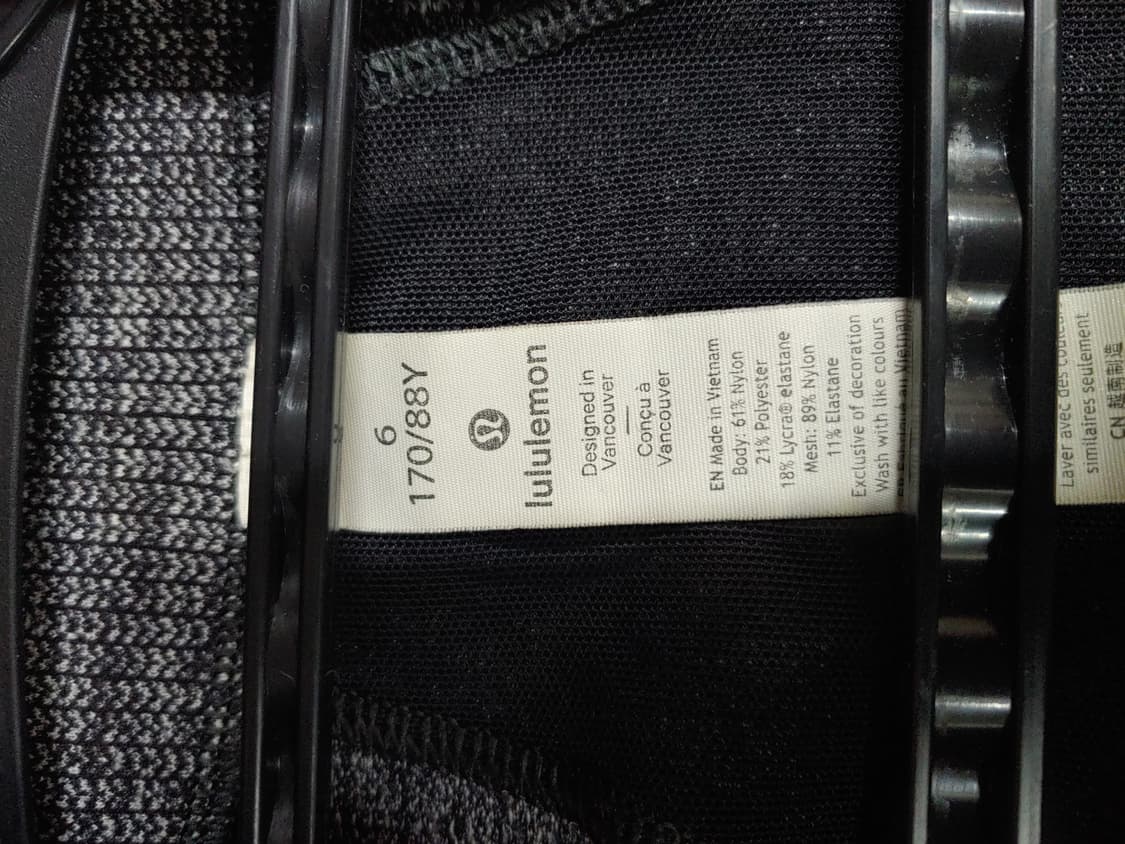 6
170/88Y
lululemon
Designed in
Vancouver
Conçu à
Vancouver
EN Made in Vietnam
Body: 61% Nylon
21% Polyester
18% Lycra® elastane
Mesh: 89% Nylon
11% Elastane
Exclusive of decoration
Wash with like colours
Laver avec des couleurs
similaires seulement
CN 越南制造